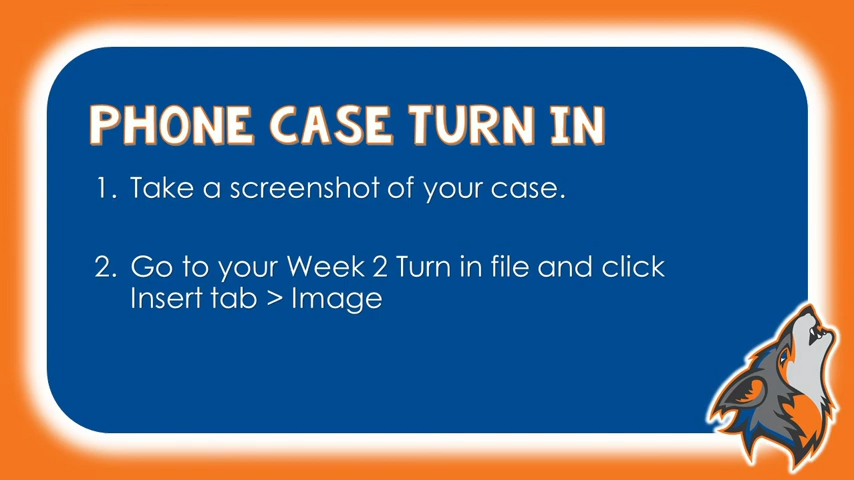 PHONE CASE TURN IN
1. Take a screenshot of your case.
2. Go to your Week 2 Turn in file and click
Insert tab > Image